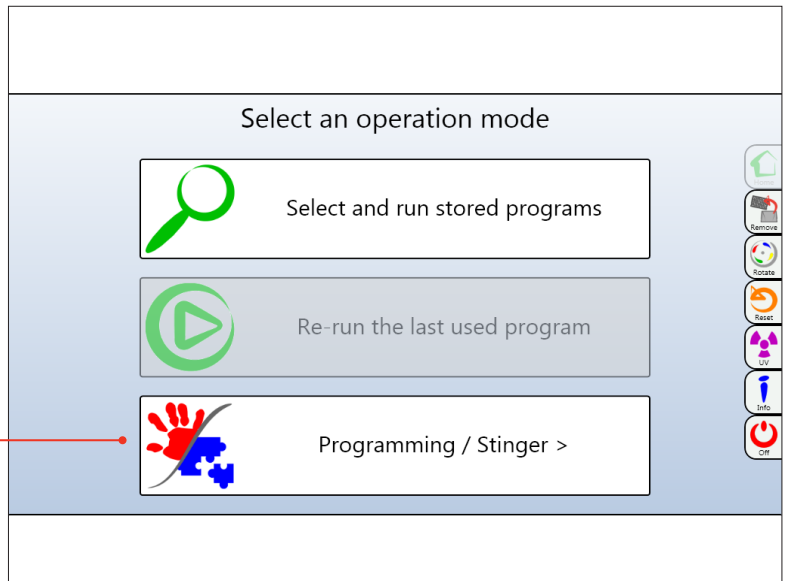 Select an operation mode
Select and run stored programs
Re-run the last used program
Programming / Stinger >
Home
Remove
Rotate
Reset
UV
Info
Off